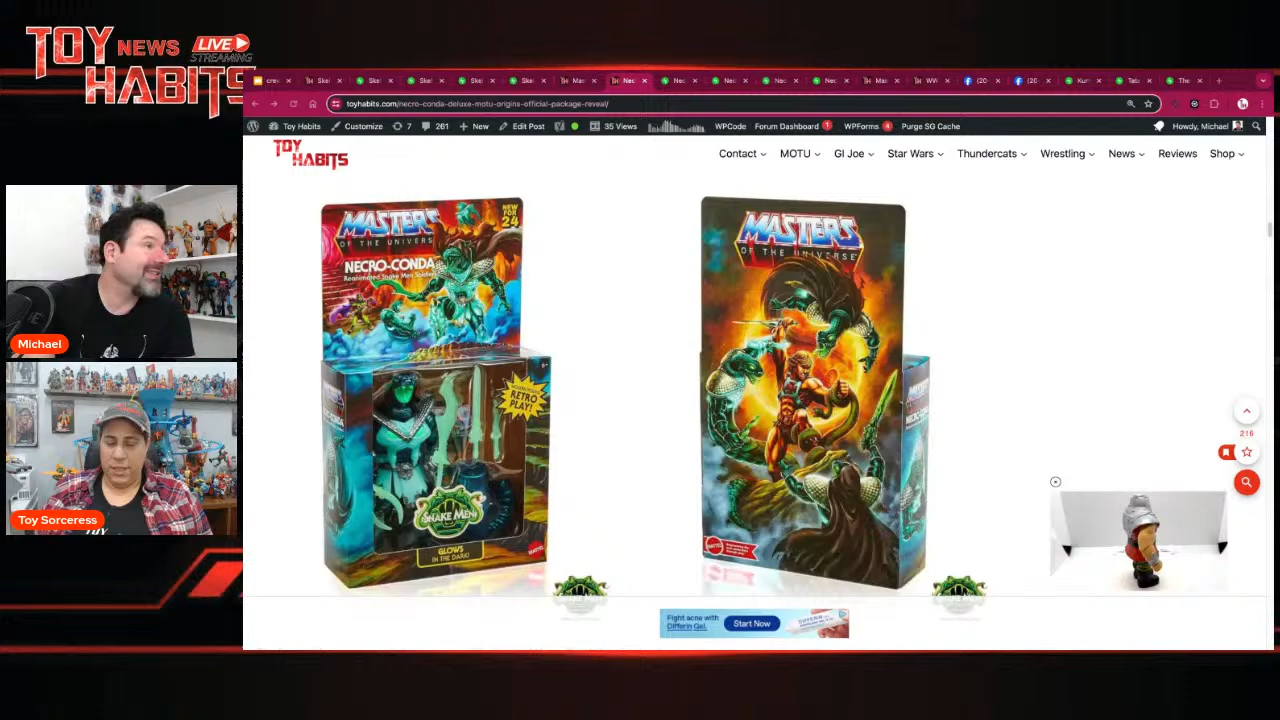 TOY NEWS LIVE
STREAMING
HABITS
toyhabits.com/necro-conda-deluxe-motu-origins-official-package-reveal/
Toy Habits Customize 7 261 New Edit Post 35 Views WPCode Forum Dashboard 1 WPForms 4 Purge SG Cache Howdy, Michael
TOY
HABITS
Contact MOTU GI Joe Star Wars Thundercats Wrestling News Reviews Shop
MASTERS
OF THE UNIVERSE
NEW FOR 24
NECRO-CONDA
Reanimated Snake Men Soldier
RETRO
PLAY!
SNAKE MEN
GLOWS
IN THE DARK!
MATTEL
MASTERS
OF THE UNIVERSE
MATTEL
216
Michael
Toy Sorceress
Fight acne with
Differin Gel.
Start Now